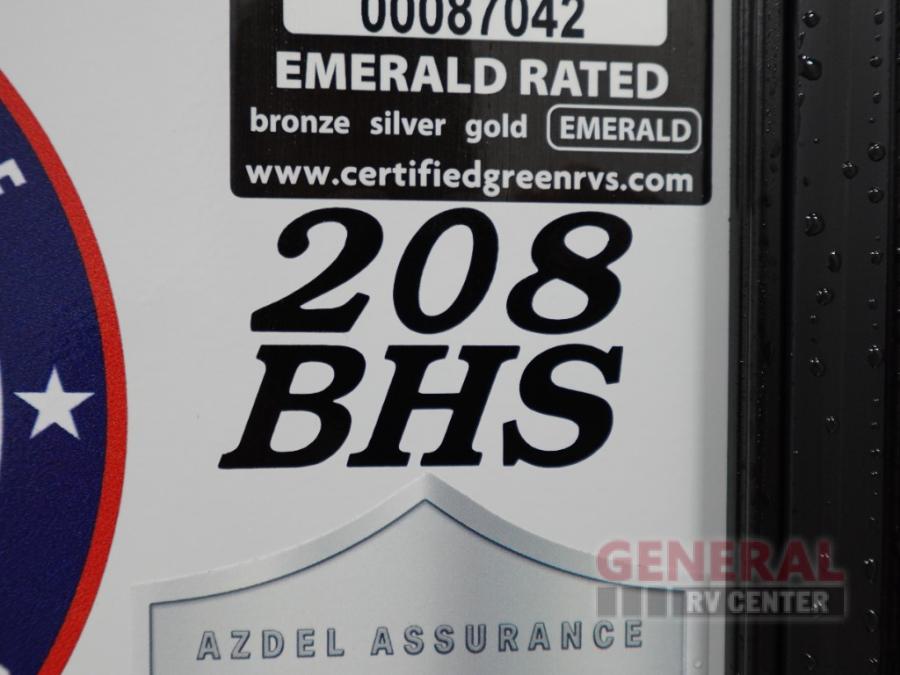 00087042
EMERALD RATED
bronze silver gold EMERALD
www.certifiedgreenrvs.com
208
BHS
AZDEL ASSURANCE
GENERAL
RV CENTER